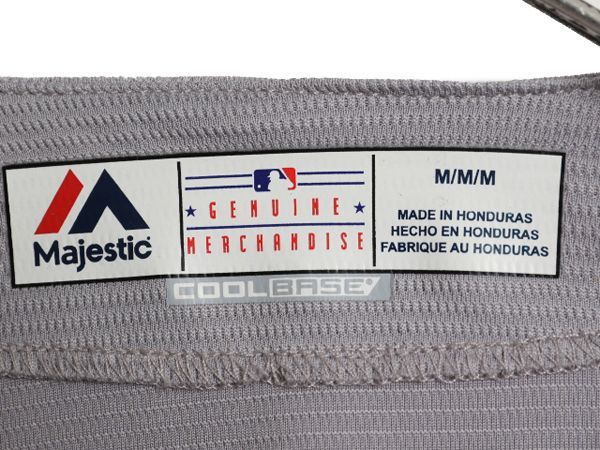 Majestic
GENUINE
MERCHANDISE
M/M/M
MADE IN HONDURAS
HECHO EN HONDURAS
FABRIQUE AU HONDURAS
COOLBASE